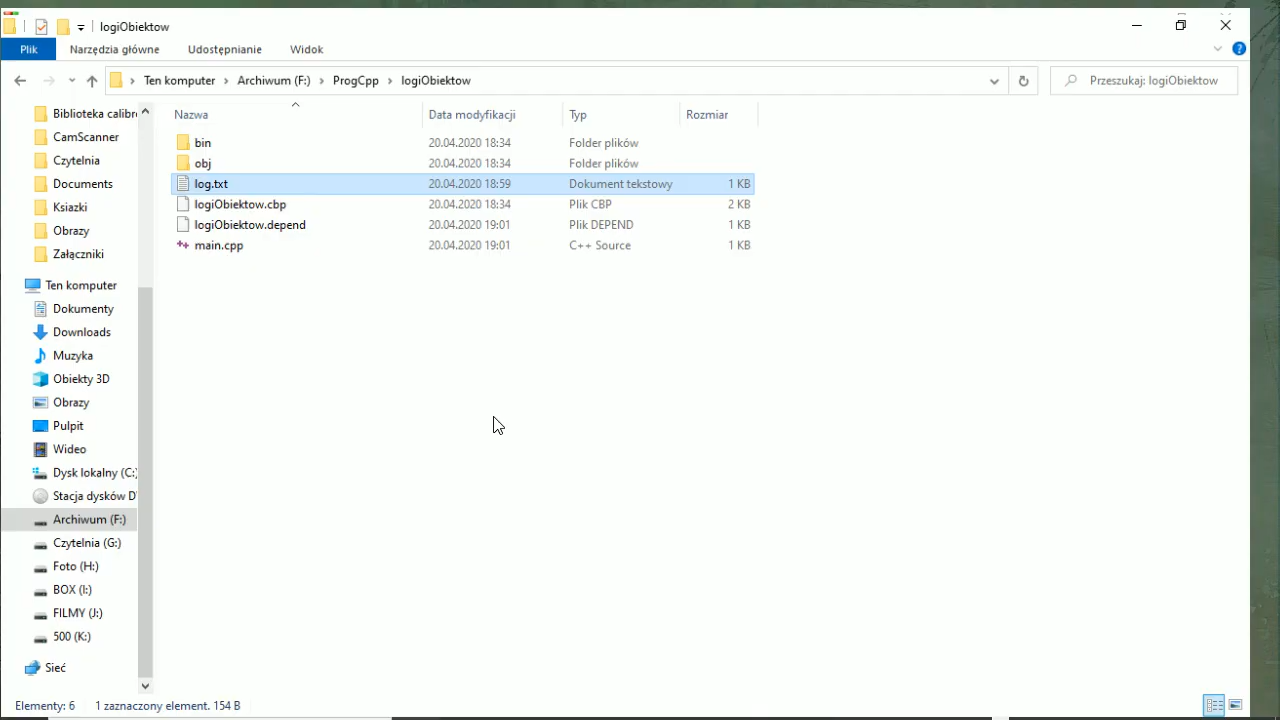 logiObiektow
Plik Narzędzia główne Udostępnianie Widok
Ten komputer Archiwum (F:) ProgCpp logiObiektow Przeszukaj: logiObiektow
Nazwa Data modyfikacji Typ Rozmiar
bin 20.04.2020 18:34 Folder plików
obj 20.04.2020 18:34 Folder plików
log.txt 20.04.2020 18:59 Dokument tekstowy 1 KB
logiObiektow.cbp 20.04.2020 18:34 Plik CBP 2 KB
logiObiektow.depend 20.04.2020 19:01 Plik DEPEND 1 KB
main.cpp 20.04.2020 19:01 C++ Source 1 KB
Biblioteka calibre
CamScanner
Czytelnia
Documents
Ksiazki
Obrazy
Załączniki
Ten komputer
Dokumenty
Downloads
Muzyka
Obiekty 3D
Obrazy
Pulpit
Wideo
Dysk lokalny (C:
Stacja dysków D
Archiwum (F:)
Czytelnia (G:)
Foto (H:)
BOX (I:)
FILMY (J:)
500 (K:)
Sieć
Elementy: 6 1 zaznaczony element. 154 B